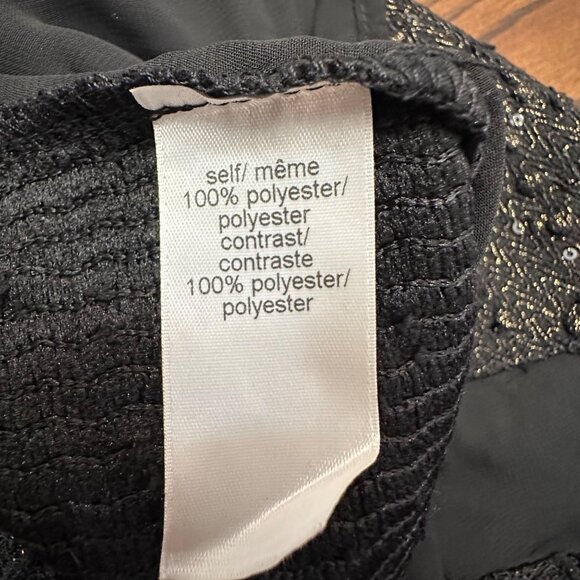 self/ même
100% polyester/
polyester
contrast/
contraste
100% polyester/
polyester